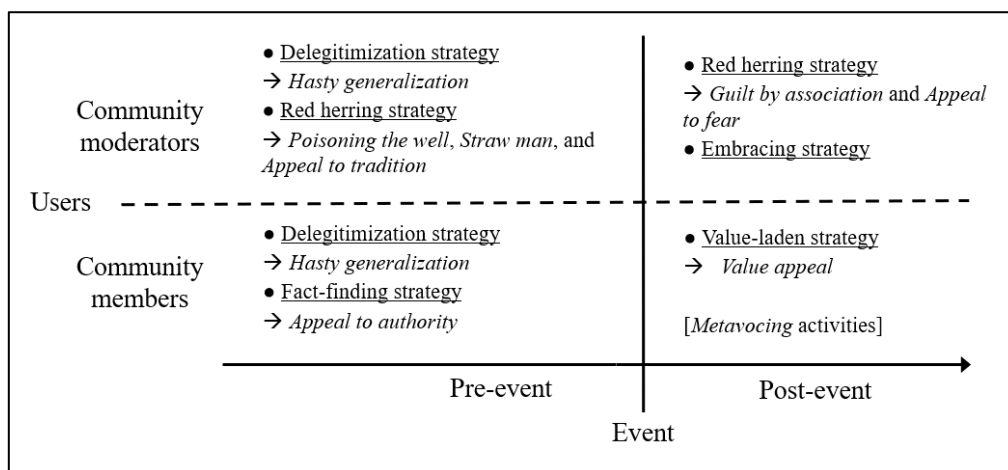 ● Delegitimization strategy
→ Hasty generalization
● Red herring strategy
→ Poisoning the well, Straw man, and
Appeal to tradition
● Red herring strategy
→ Guilt by association and Appeal
to fear
● Embracing strategy
Community
moderators
Users
Community
members
● Delegitimization strategy
→ Hasty generalization
● Fact-finding strategy
→ Appeal to authority
● Value-laden strategy
→ Value appeal
[Metavocing activities]
Pre-event
Post-event
Event